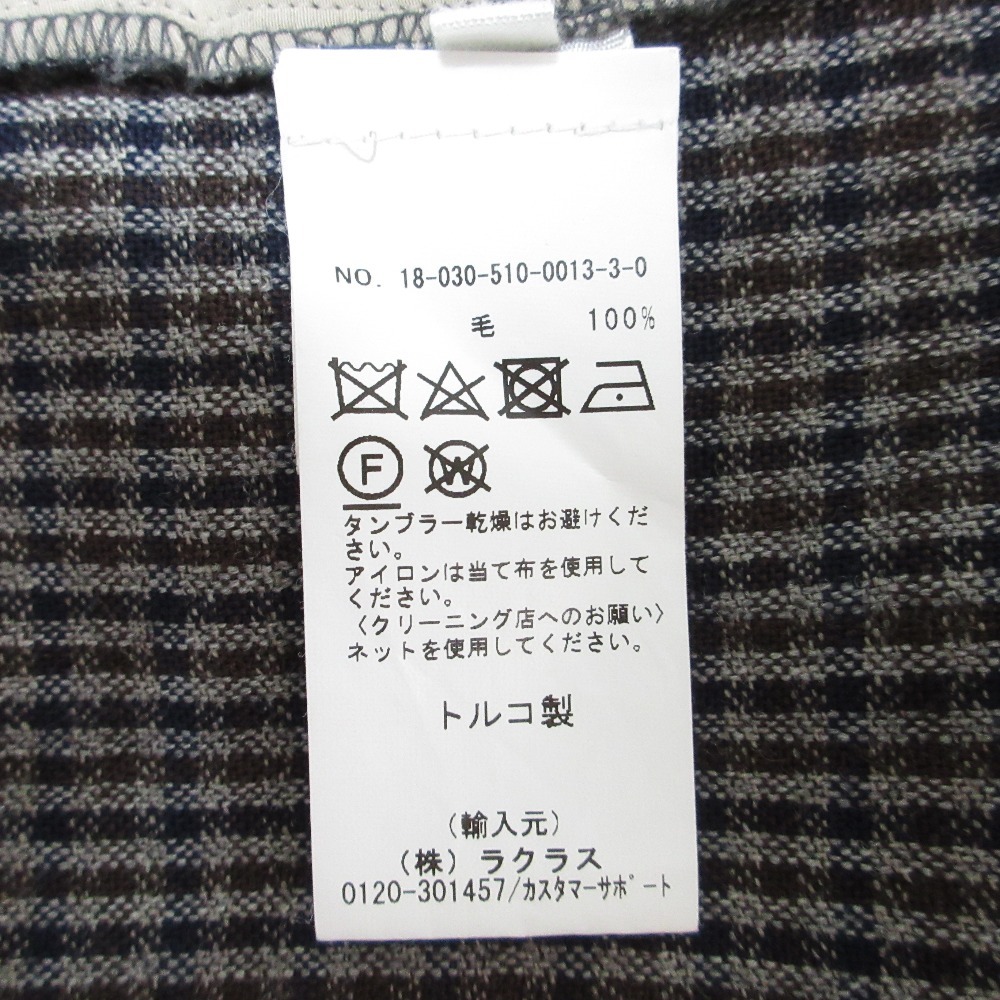 NO. 18-030-510-0013-3-0
毛 100%
F W
タンブラー乾燥はお避けくだ
さい。
アイロンは当て布を使用して
ください。
〈クリーニング店へのお願い〉
ネットを使用してください。
トルコ製
(輸入元)
(株) ラクラス
0120-301457/カスタマーサポート